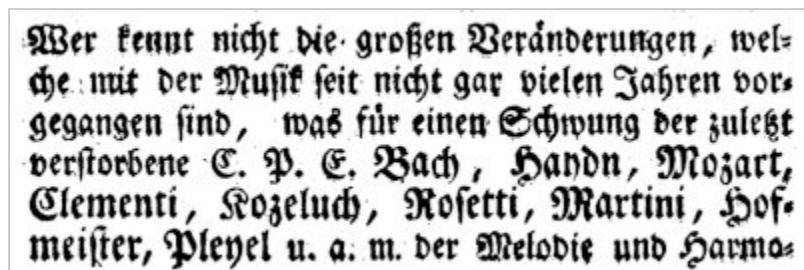 Wer kennt nicht die großen Veränderungen, wel-
che mit der Muſik ſeit nicht gar vielen Jahren vor-
gegangen ſind, was für einen Schwung der zuletzt
verſtorbene C. P. E. Bach, Haydn, Mozart,
Clementi, Kozeluch, Roſetti, Martini, Hof-
meiſter, Pleyel u. a. m. der Melodie und Harmo-